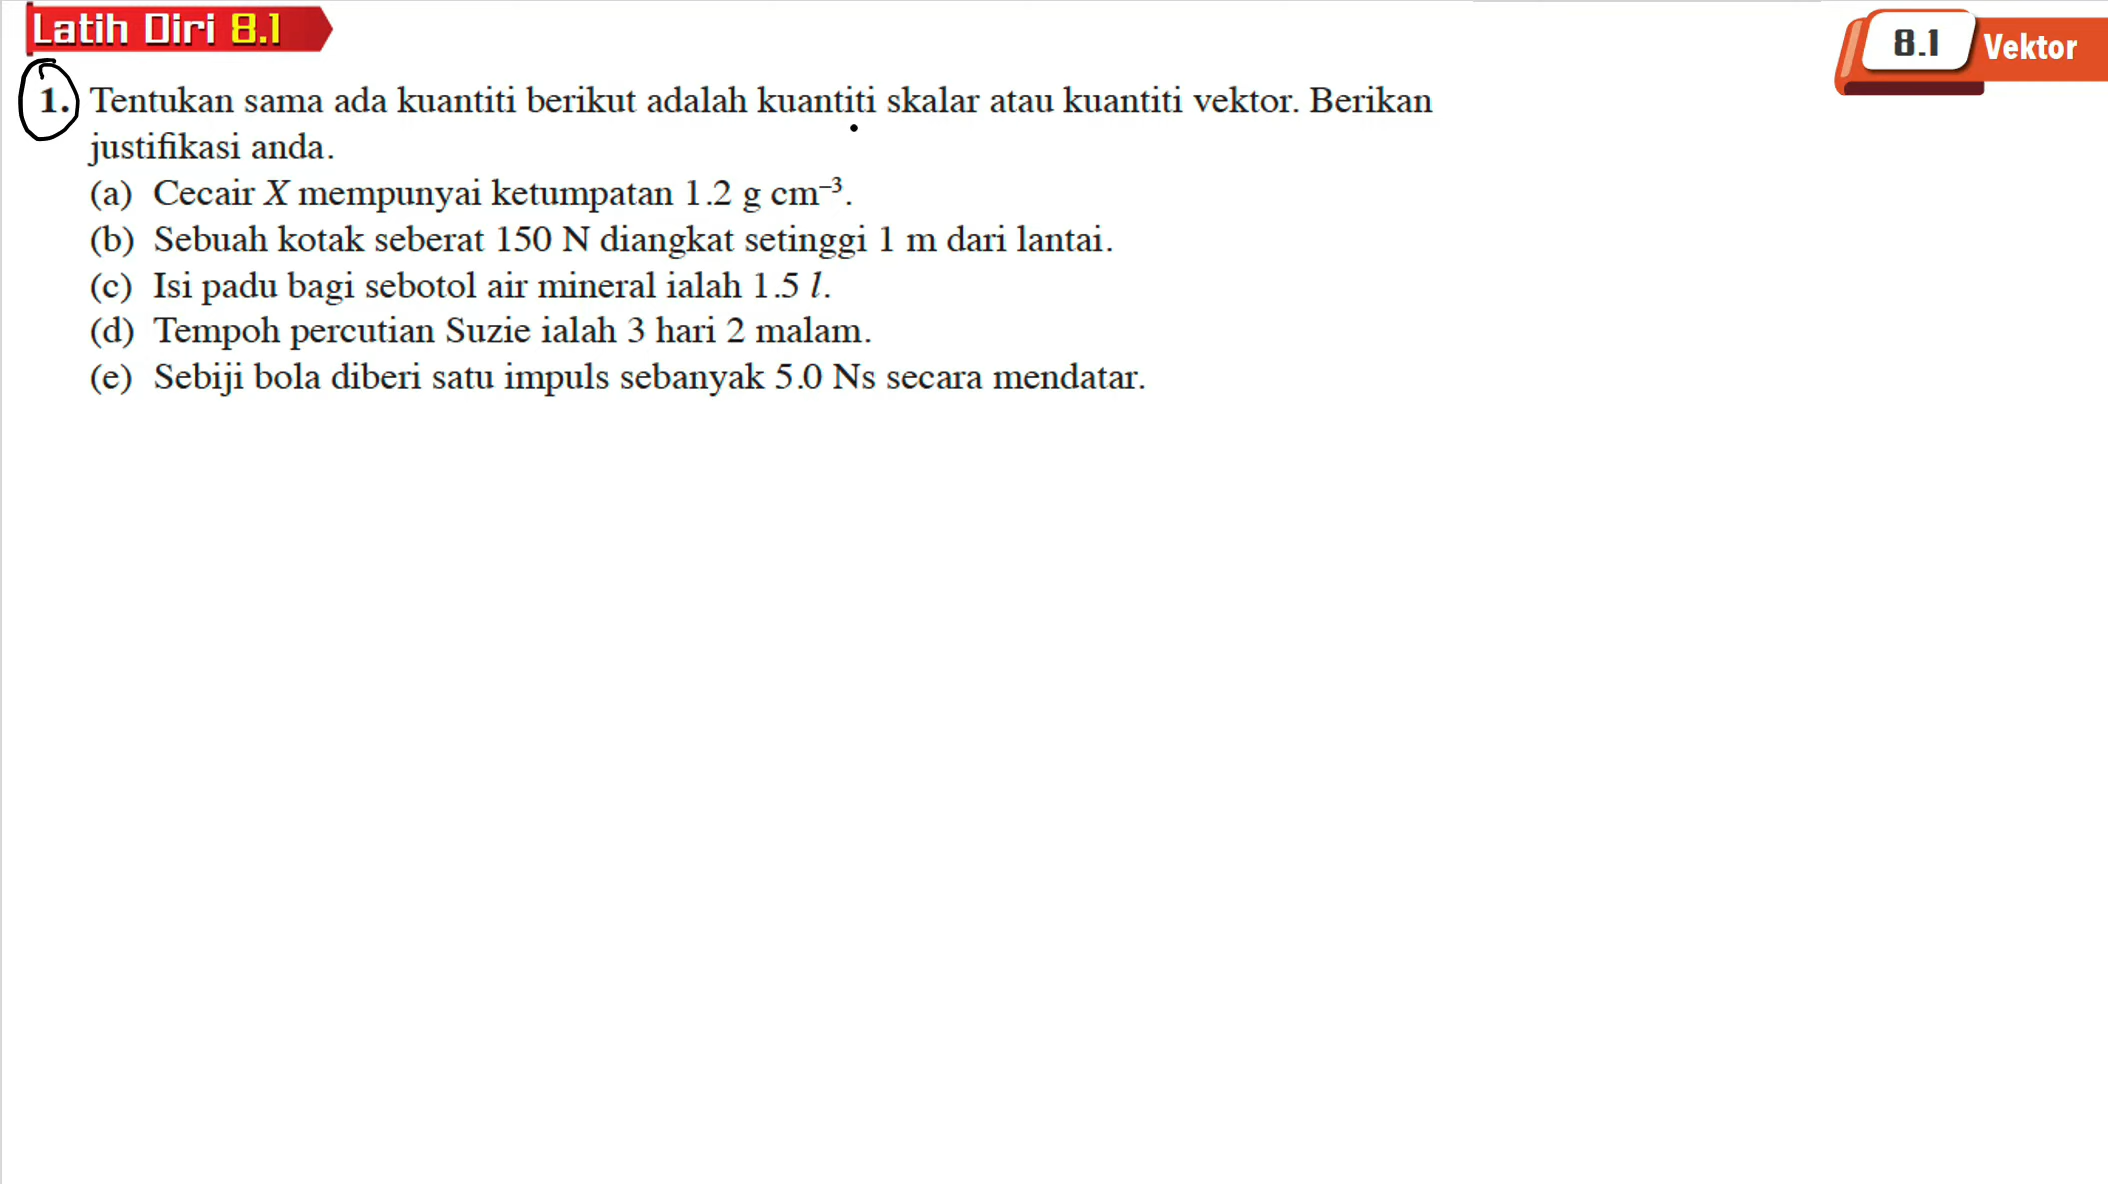 Latih Diri 8.1
8.1 Vektor
1. Tentukan sama ada kuantiti berikut adalah kuantiti skalar atau kuantiti vektor. Berikan
justifikasi anda.
(a) Cecair X mempunyai ketumpatan 1.2 g cm⁻³.
(b) Sebuah kotak seberat 150 N diangkat setinggi 1 m dari lantai.
(c) Isi padu bagi sebotol air mineral ialah 1.5 l.
(d) Tempoh percutian Suzie ialah 3 hari 2 malam.
(e) Sebiji bola diberi satu impuls sebanyak 5.0 Ns secara mendatar.